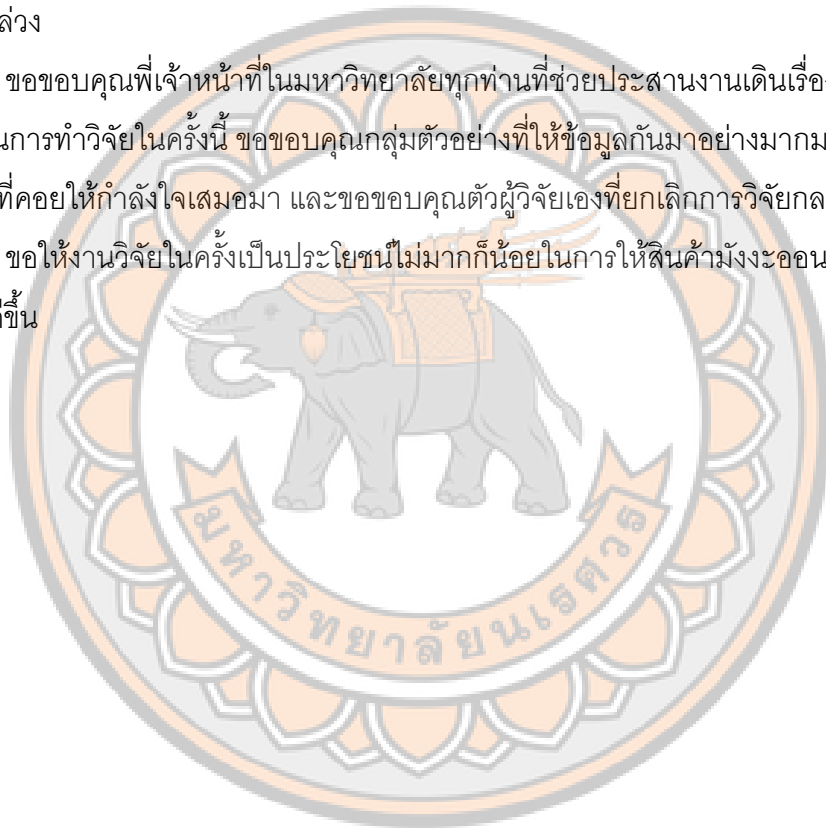 ล่วง
ขอขอบคุณพี่เจ้าหน้าที่ในมหาวิทยาลัยทุกท่านที่ช่วยประสานงานเดินเรื่อ
นการทำวิจัยในครั้งนี้ ขอขอบคุณกลุ่มตัวอย่างที่ให้ข้อมูลกันมาอย่างมากม
ที่คอยให้กำลังใจเสมอมา และขอขอบคุณตัวผู้วิจัยเองที่ยกเลิกการวิจัยกล
ขอให้งานวิจัยในครั้งเป็นประโยชน์ไม่มากก็น้อยในการให้สินค้ามังงะออน
ขึ้น
มหาวิทยาลัยนเรศวร